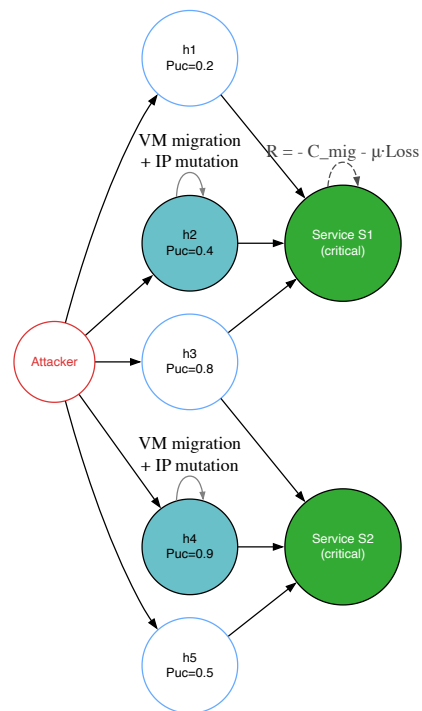 h1
Puc=0.2
VM migration
+ IP mutation
R = - C_mig - μ·Loss
h2
Puc=0.4
Service S1
(critical)
Attacker
h3
Puc=0.8
VM migration
+ IP mutation
h4
Puc=0.9
Service S2
(critical)
h5
Puc=0.5